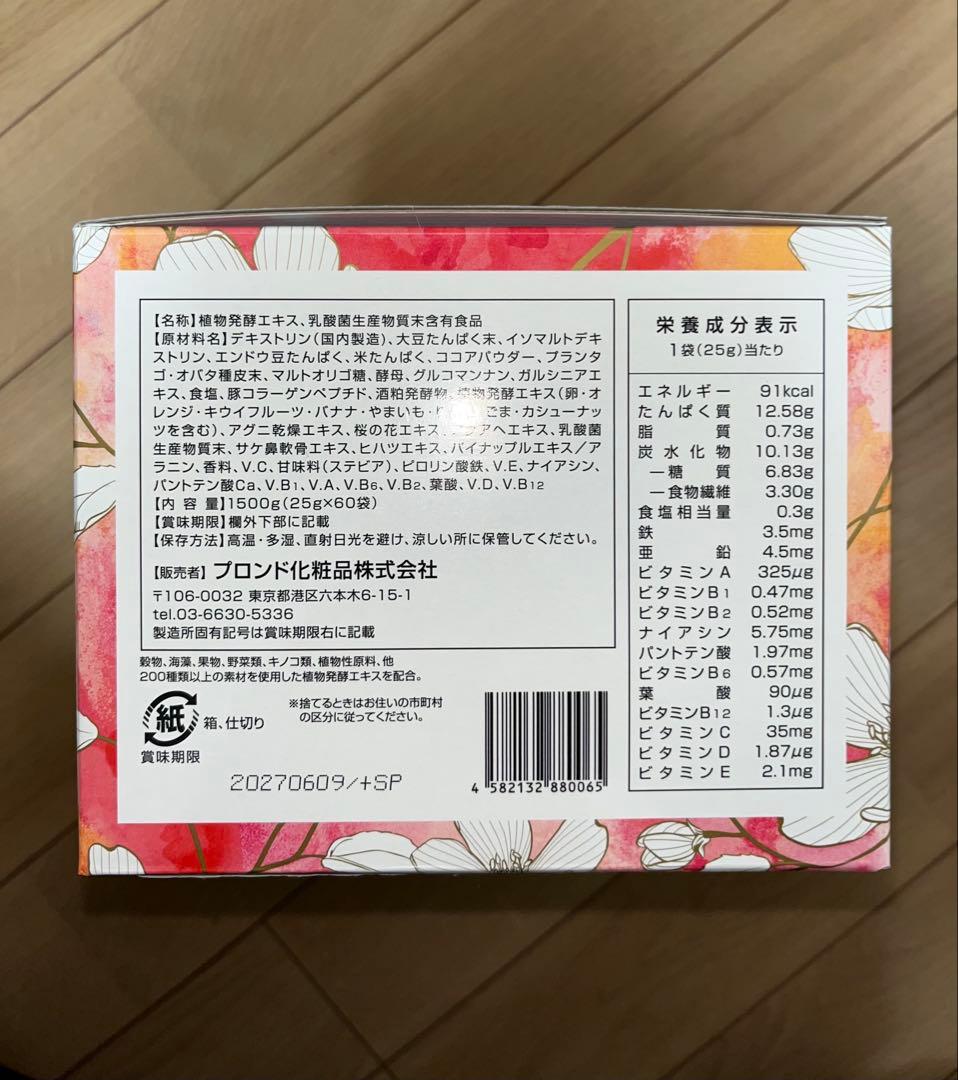 【名称】植物発酵エキス、乳酸菌生産物質末含有食品
【原材料名】デキストリン(国内製造)、大豆たんぱく末、イソマルトデキ
ストリン、エンドウ豆たんぱく、米たんぱく、ココアパウダー、プランタ
ゴ・オバタ種皮末、マルトオリゴ糖、酵母、グルコマンナン、ガルシニアエ
キス、食塩、豚コラーゲンペプチド、酒粕発酵物、植物発酵エキス(卵・オ
レンジ・キウイフルーツ・バナナ・やまいも・ ごま・カシューナッ
ツを含む)、アグニ乾燥エキス、桜の花エキス、 エキス、乳酸菌
生産物質末、サケ鼻軟骨エキス、ヒハツエキス、パイナップルエキス/ア
ラニン、香料、V.C、甘味料(ステビア)、ピロリン酸鉄、V.E、ナイアシン、
パントテン酸Ca、V.B1、V.A、V.B6、V.B2、葉酸、V.D、V.B12
【内 容 量】1500g(25g×60袋)
【賞味期限】欄外下部に記載
【保存方法】高温・多湿、直射日光を避け、涼しい所に保管してください。
【販売者】プロンド化粧品株式会社
〒106-0032 東京都港区六本木6-15-1
tel.03-6630-5336
製造所固有記号は賞味期限右に記載
穀物、海藻、果物、野菜類、キノコ類、植物性原料、他
200種類以上の素材を使用した植物発酵エキスを配合。
紙 箱、仕切り
※捨てるときはお住いの市町村
の区分に従ってください。
賞味期限
20270609/+SP
4 582132 880065
栄養成分表示
1袋(25g)当たり
エネルギー 91kcal
たんぱく質 12.58g
脂質 0.73g
炭水化物 10.13g
―糖質 6.83g
―食物繊維 3.30g
食塩相当量 0.3g
鉄 3.5mg
亜鉛 4.5mg
ビタミンA 325μg
ビタミンB1 0.47mg
ビタミンB2 0.52mg
ナイアシン 5.75mg
パントテン酸 1.97mg
ビタミンB6 0.57mg
葉酸 90μg
ビタミンB12 1.3μg
ビタミンC 35mg
ビタミンD 1.87μg
ビタミンE 2.1mg